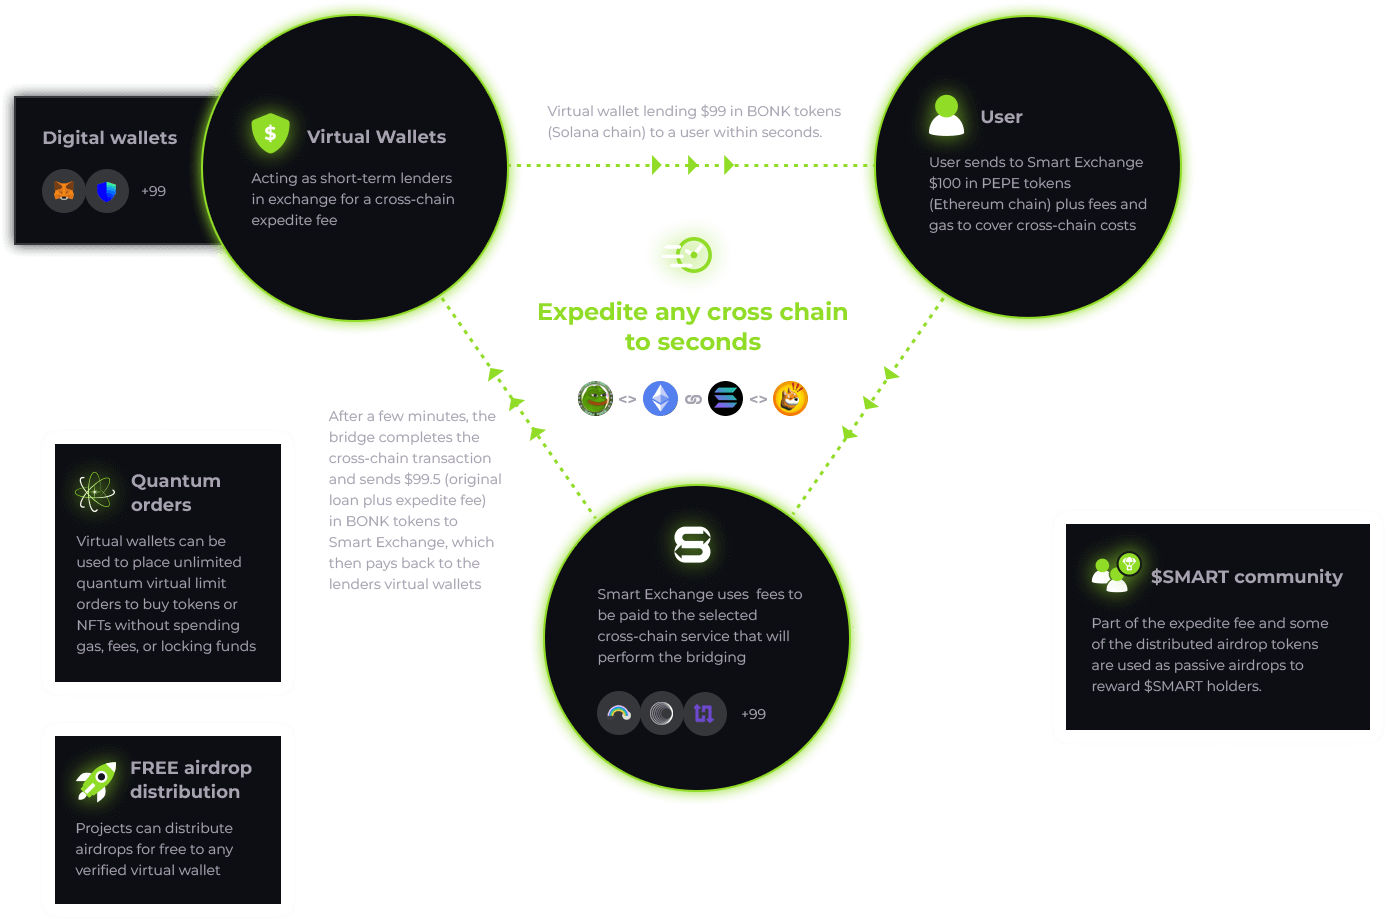 Digital wallets
+99
Virtual Wallets
Acting as short-term lenders
in exchange for a cross-chain
expedite fee
Virtual wallet lending $99 in BONK tokens
(Solana chain) to a user within seconds.
User
User sends to Smart Exchange
$100 in PEPE tokens
(Ethereum chain) plus fees and
gas to cover cross-chain costs
Expedite any cross chain
to seconds
<>
<>
After a few minutes, the
bridge completes the
cross-chain transaction
and sends $99.5 (original
loan plus expedite fee)
in BONK tokens to
Smart Exchange, which
then pays back to the
lenders virtual wallets
Smart Exchange uses fees to
be paid to the selected
cross-chain service that will
perform the bridging
+99
Quantum
orders
Virtual wallets can be
used to place unlimited
quantum virtual limit
orders to buy tokens or
NFTs without spending
gas, fees, or locking funds
FREE airdrop
distribution
Projects can distribute
airdrops for free to any
verified virtual wallet
$SMART community
Part of the expedite fee and some
of the distributed airdrop tokens
are used as passive airdrops to
reward $SMART holders.